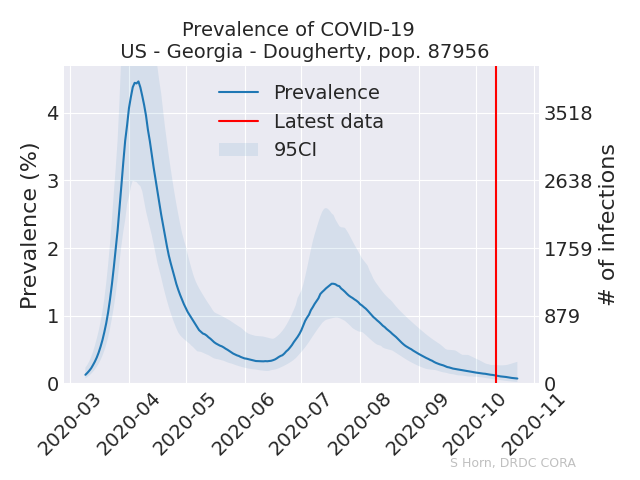 Prevalence of COVID-19
US - Georgia - Dougherty, pop. 87956
Prevalence
Latest data
95CI
Prevalence (%)
4
3
2
1
0
3518
2638
1759
879
0
# of infections
2020-03
2020-04
2020-05
2020-06
2020-07
2020-08
2020-09
2020-10
2020-11
S Horn, DRDC CORA